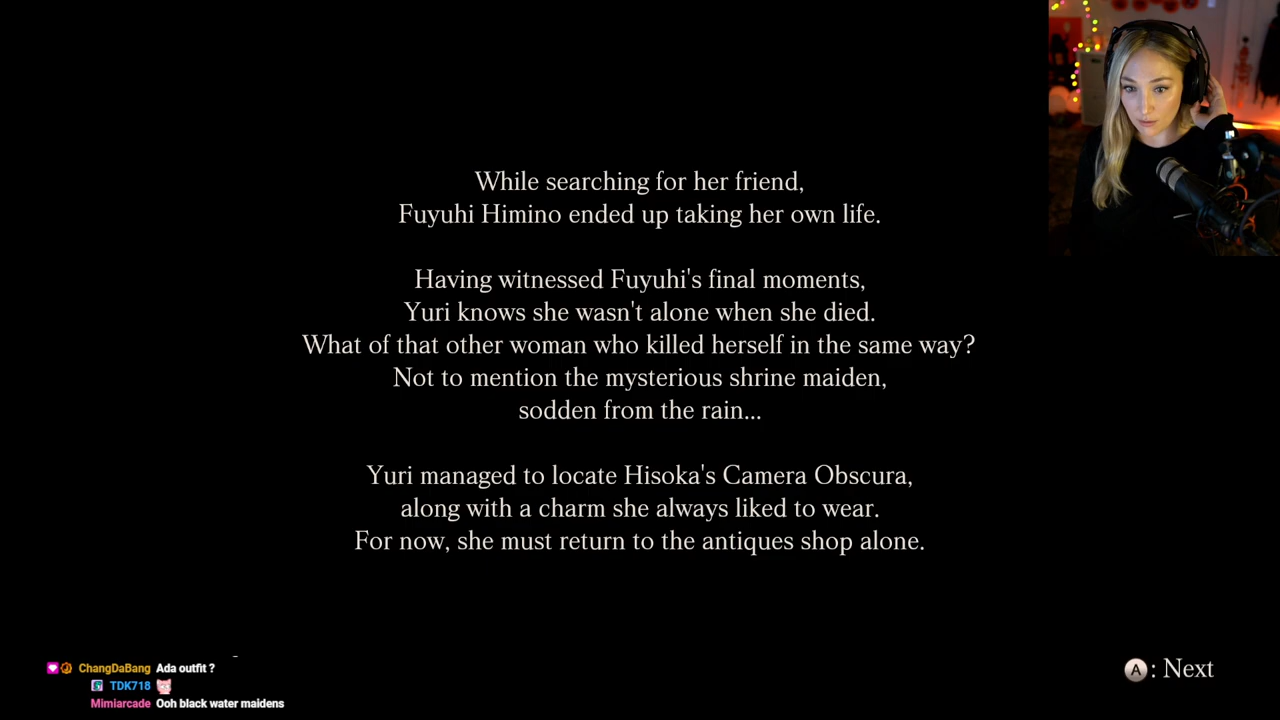 While searching for her friend,
Fuyuhi Himino ended up taking her own life.
Having witnessed Fuyuhi's final moments,
Yuri knows she wasn't alone when she died.
What of that other woman who killed herself in the same way?
Not to mention the mysterious shrine maiden,
sodden from the rain...
Yuri managed to locate Hisoka's Camera Obscura,
along with a charm she always liked to wear.
For now, she must return to the antiques shop alone.
ChangDaBang Ada outfit ?
TDK718
Mimiarcade Ooh black water maidens
A : Next